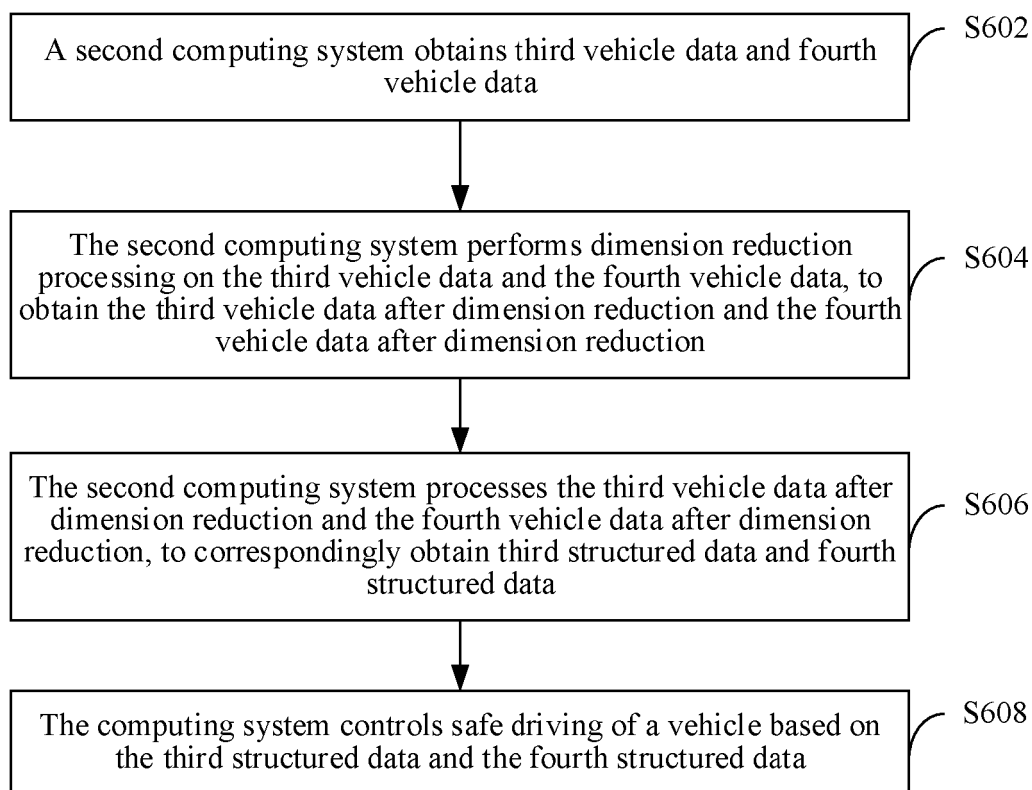 A second computing system obtains third vehicle data and fourth
vehicle data
S602
The second computing system performs dimension reduction
processing on the third vehicle data and the fourth vehicle data, to
obtain the third vehicle data after dimension reduction and the fourth
vehicle data after dimension reduction
S604
The second computing system processes the third vehicle data after
dimension reduction and the fourth vehicle data after dimension
reduction, to correspondingly obtain third structured data and fourth
structured data
S606
The computing system controls safe driving of a vehicle based on
the third structured data and the fourth structured data
S608